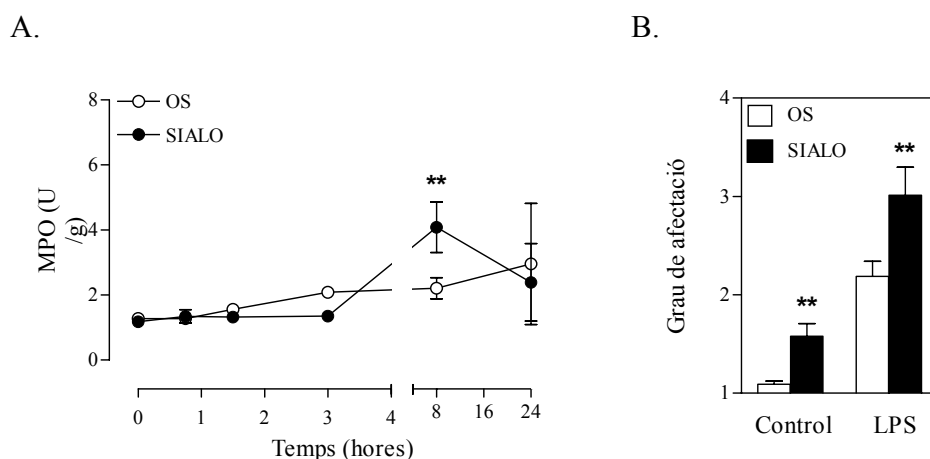 A.
B.
8
6
4
2
0
MPO (U
/g)
OS
SIALO
**
0 1 2 3 4 8 16 24
Temps (hores)
4
3
2
1
Grau de afectació
OS
SIALO
**
**
Control LPS